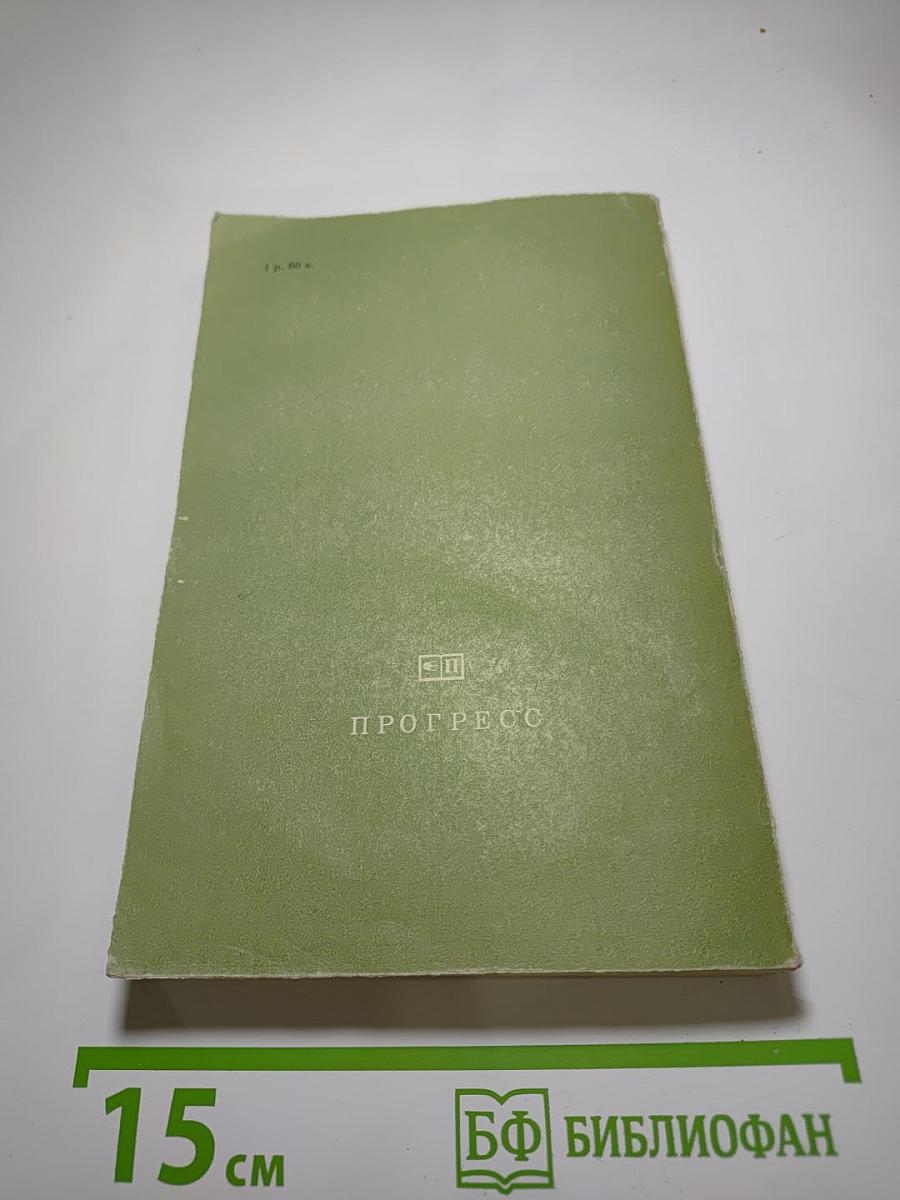 1 р. 60 к.
П
ПРОГРЕСС
15 см
БФ БИБЛИОФАН